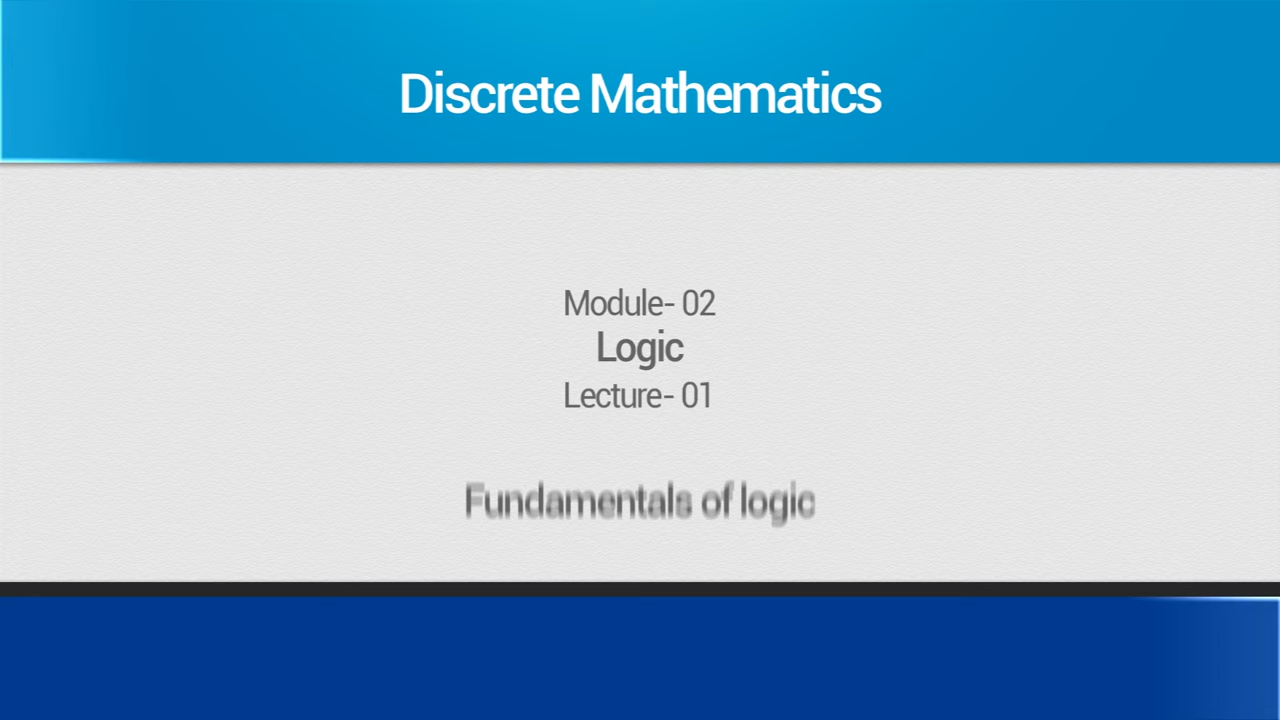 Discrete Mathematics
Module- 02
Logic
Lecture- 01
Fundamentals of logic